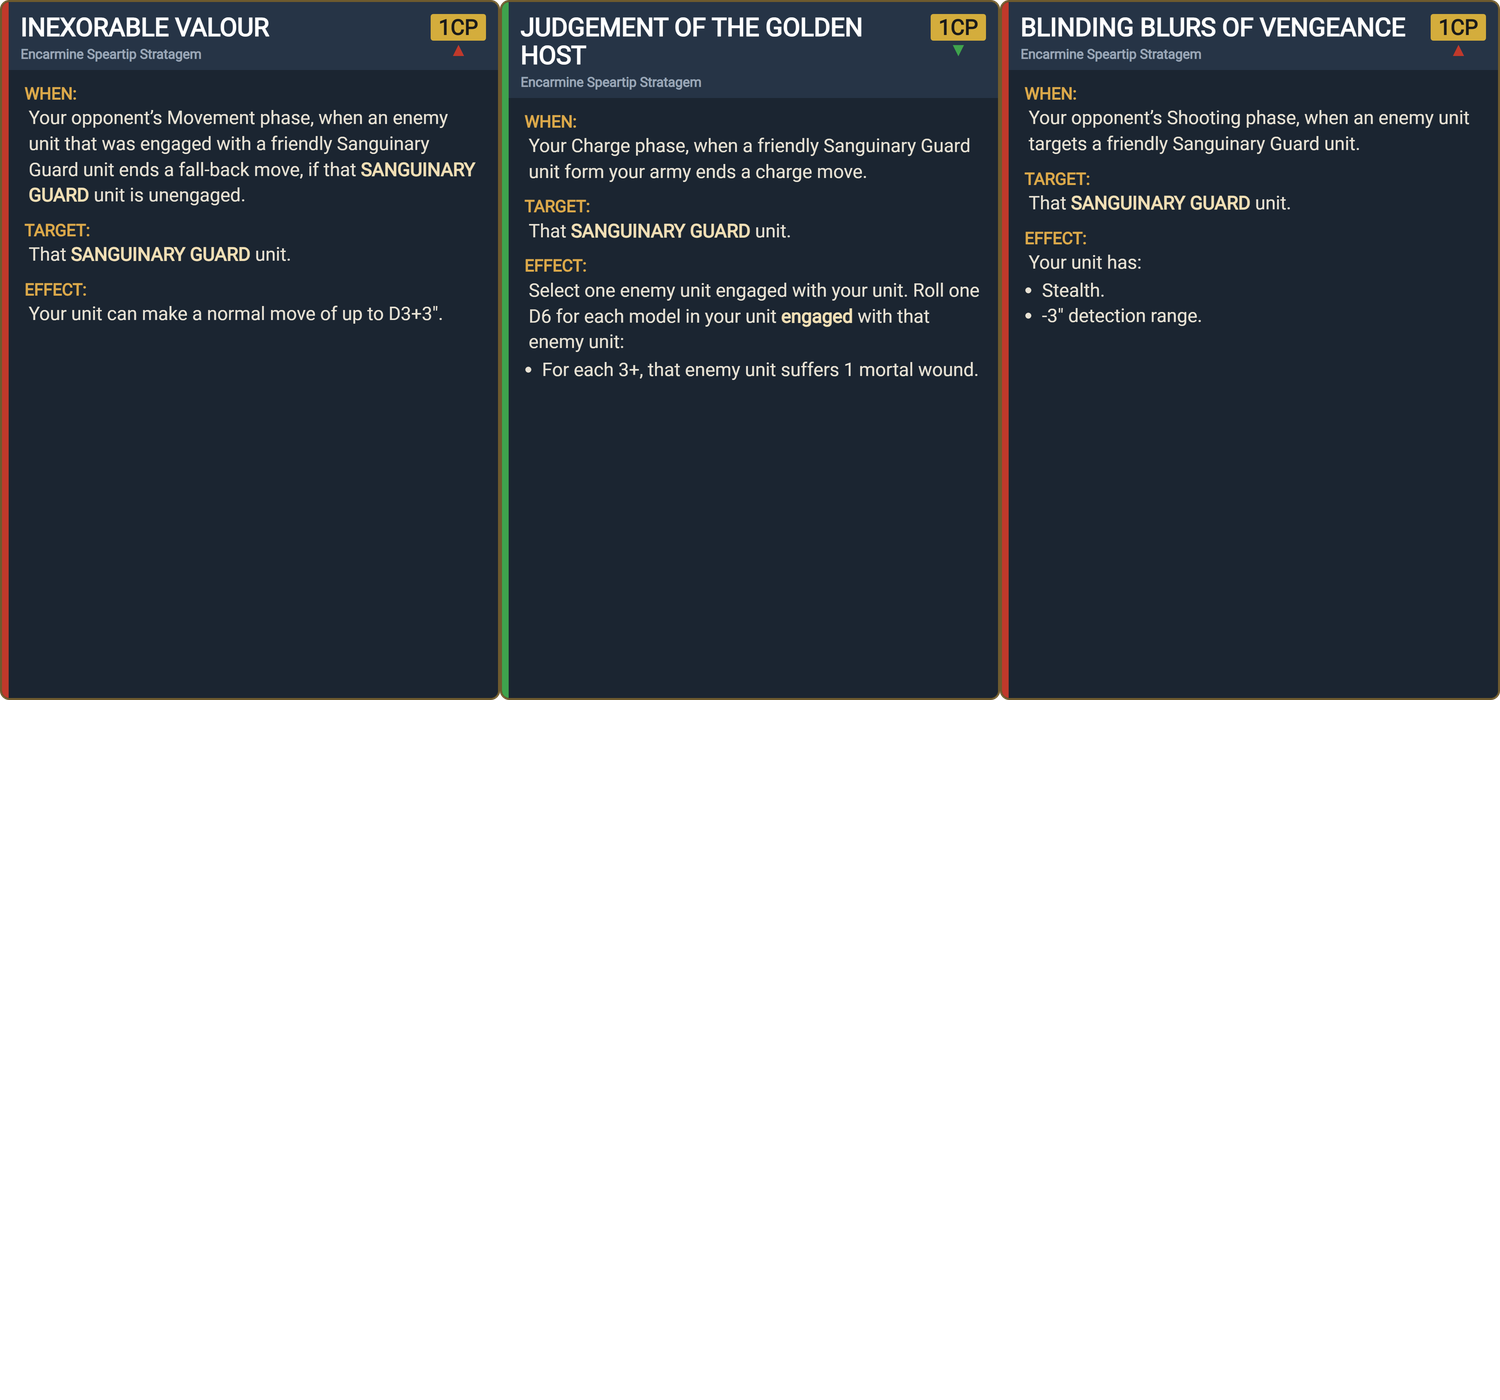 INEXORABLE VALOUR
1CP
Encarmine Speartip Stratagem
WHEN:
Your opponent’s Movement phase, when an enemy
unit that was engaged with a friendly Sanguinary
Guard unit ends a fall-back move, if that SANGUINARY
GUARD unit is unengaged.
TARGET:
That SANGUINARY GUARD unit.
EFFECT:
Your unit can make a normal move of up to D3+3".
JUDGEMENT OF THE GOLDEN
HOST
1CP
Encarmine Speartip Stratagem
WHEN:
Your Charge phase, when a friendly Sanguinary Guard
unit form your army ends a charge move.
TARGET:
That SANGUINARY GUARD unit.
EFFECT:
Select one enemy unit engaged with your unit. Roll one
D6 for each model in your unit engaged with that
enemy unit:
• For each 3+, that enemy unit suffers 1 mortal wound.
BLINDING BLURS OF VENGEANCE
1CP
Encarmine Speartip Stratagem
WHEN:
Your opponent’s Shooting phase, when an enemy unit
targets a friendly Sanguinary Guard unit.
TARGET:
That SANGUINARY GUARD unit.
EFFECT:
Your unit has:
• Stealth.
• -3" detection range.